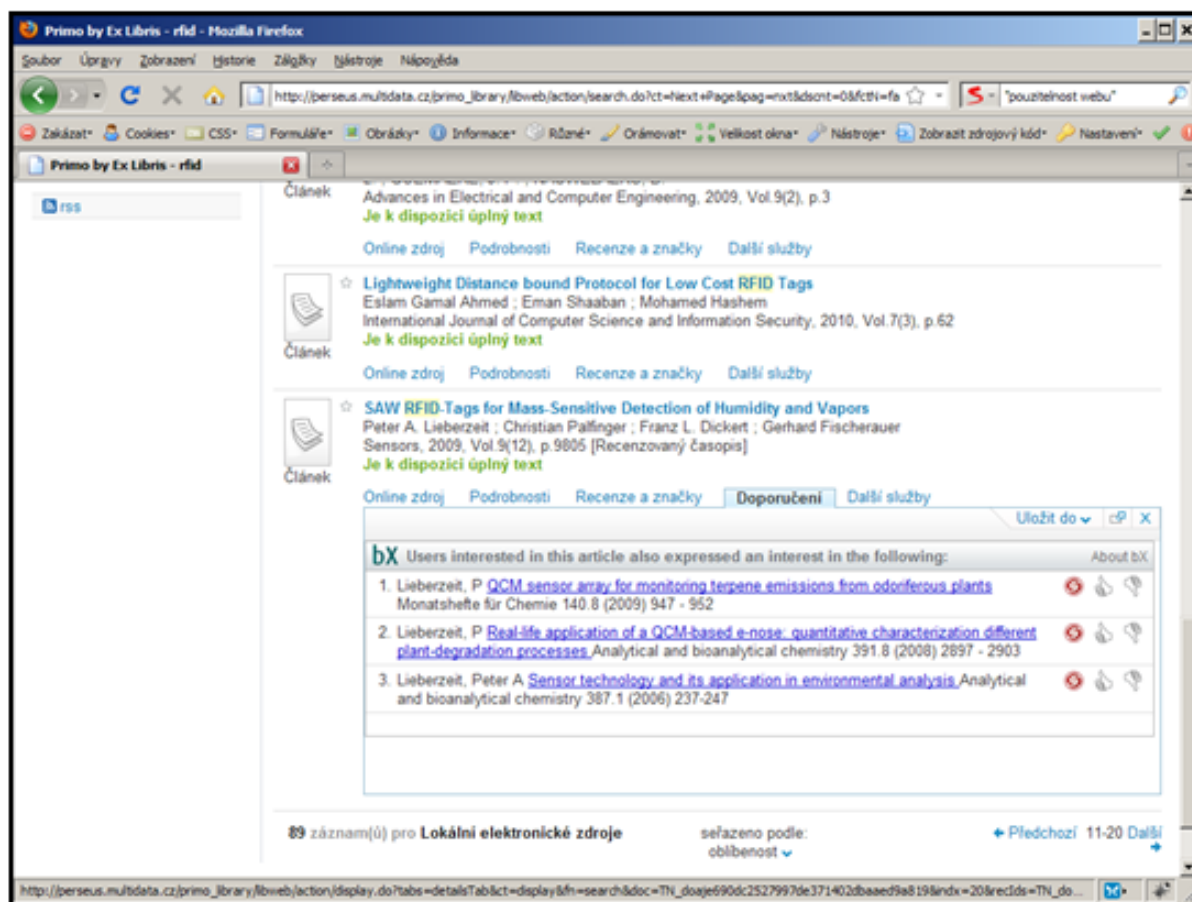 Primo by Ex Libris - rfid - Mozilla Firefox
Soubor Úpravy Zobrazení Historie Záložky Nástroje Nápověda
http://perseus.multidata.cz/primo_library/libweb/action/search.do?ct=Next+Page&pag=nxt&dscnt=0&fctN=fa "pouzitelnost webu"
Zakázat Cookies CSS Formuláře Obrázky Informace Různé Orámovat Velikost okna Nástroje Zobrazit zdrojový kód Nastavení
Primo by Ex Libris - rfid
rss
Článek
Advances in Electrical and Computer Engineering, 2009, Vol.9(2), p.3
Je k dispozici úplný text
Online zdroj Podrobnosti Recenze a značky Další služby
Lightweight Distance bound Protocol for Low Cost RFID Tags
Eslam Gamal Ahmed ; Eman Shaaban ; Mohamed Hashem
International Journal of Computer Science and Information Security, 2010, Vol.7(3), p.62
Je k dispozici úplný text
Článek
Online zdroj Podrobnosti Recenze a značky Další služby
SAW RFID-Tags for Mass-Sensitive Detection of Humidity and Vapors
Peter A. Lieberzeit ; Christian Palfinger ; Franz L. Dickert ; Gerhard Fischerauer
Sensors, 2009, Vol.9(12), p.9805 [Recenzovaný časopis]
Je k dispozici úplný text
Článek
Online zdroj Podrobnosti Recenze a značky Doporučení Další služby
Uložit do
bX Users interested in this article also expressed an interest in the following: About bX
1. Lieberzeit, P QCM sensor array for monitoring terpene emissions from odoriferous plants
Monatshefte für Chemie 140.8 (2009) 947 - 952
2. Lieberzeit, P Real-life application of a QCM-based e-nose: quantitative characterization different
plant-degradation processes Analytical and bioanalytical chemistry 391.8 (2008) 2897 - 2903
3. Lieberzeit, Peter A Sensor technology and its application in environmental analysis Analytical
and bioanalytical chemistry 387.1 (2006) 237-247
89 záznam(ů) pro Lokální elektronické zdroje seřazeno podle: Předchozí 11-20 Další
oblíbenost